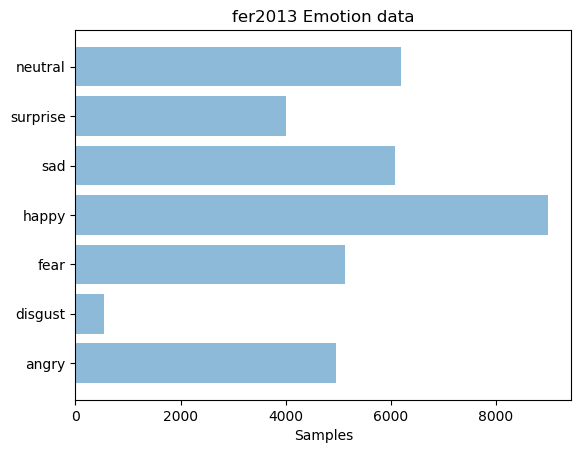 fer2013 Emotion data
neutral
surprise
sad
happy
fear
disgust
angry
0 2000 4000 6000 8000
Samples